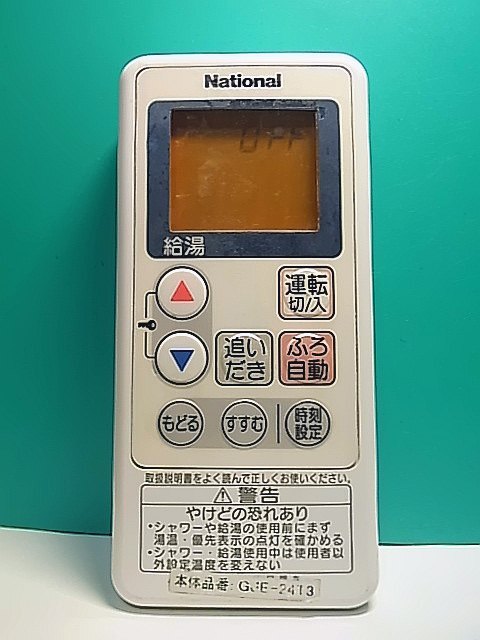 National
OFF
給湯
運転
切/入
追い
だき
ふろ
自動
もどる
すすむ
時刻
設定
取扱説明書をよく読んで正しくお使いください。
⚠警告
やけどの恐れあり
・シャワーや給湯の使用前にまず
湯温・優先表示の点灯を確かめる
・シャワー・給湯使用中は使用者以
外設定温度を変えない
本体品番: